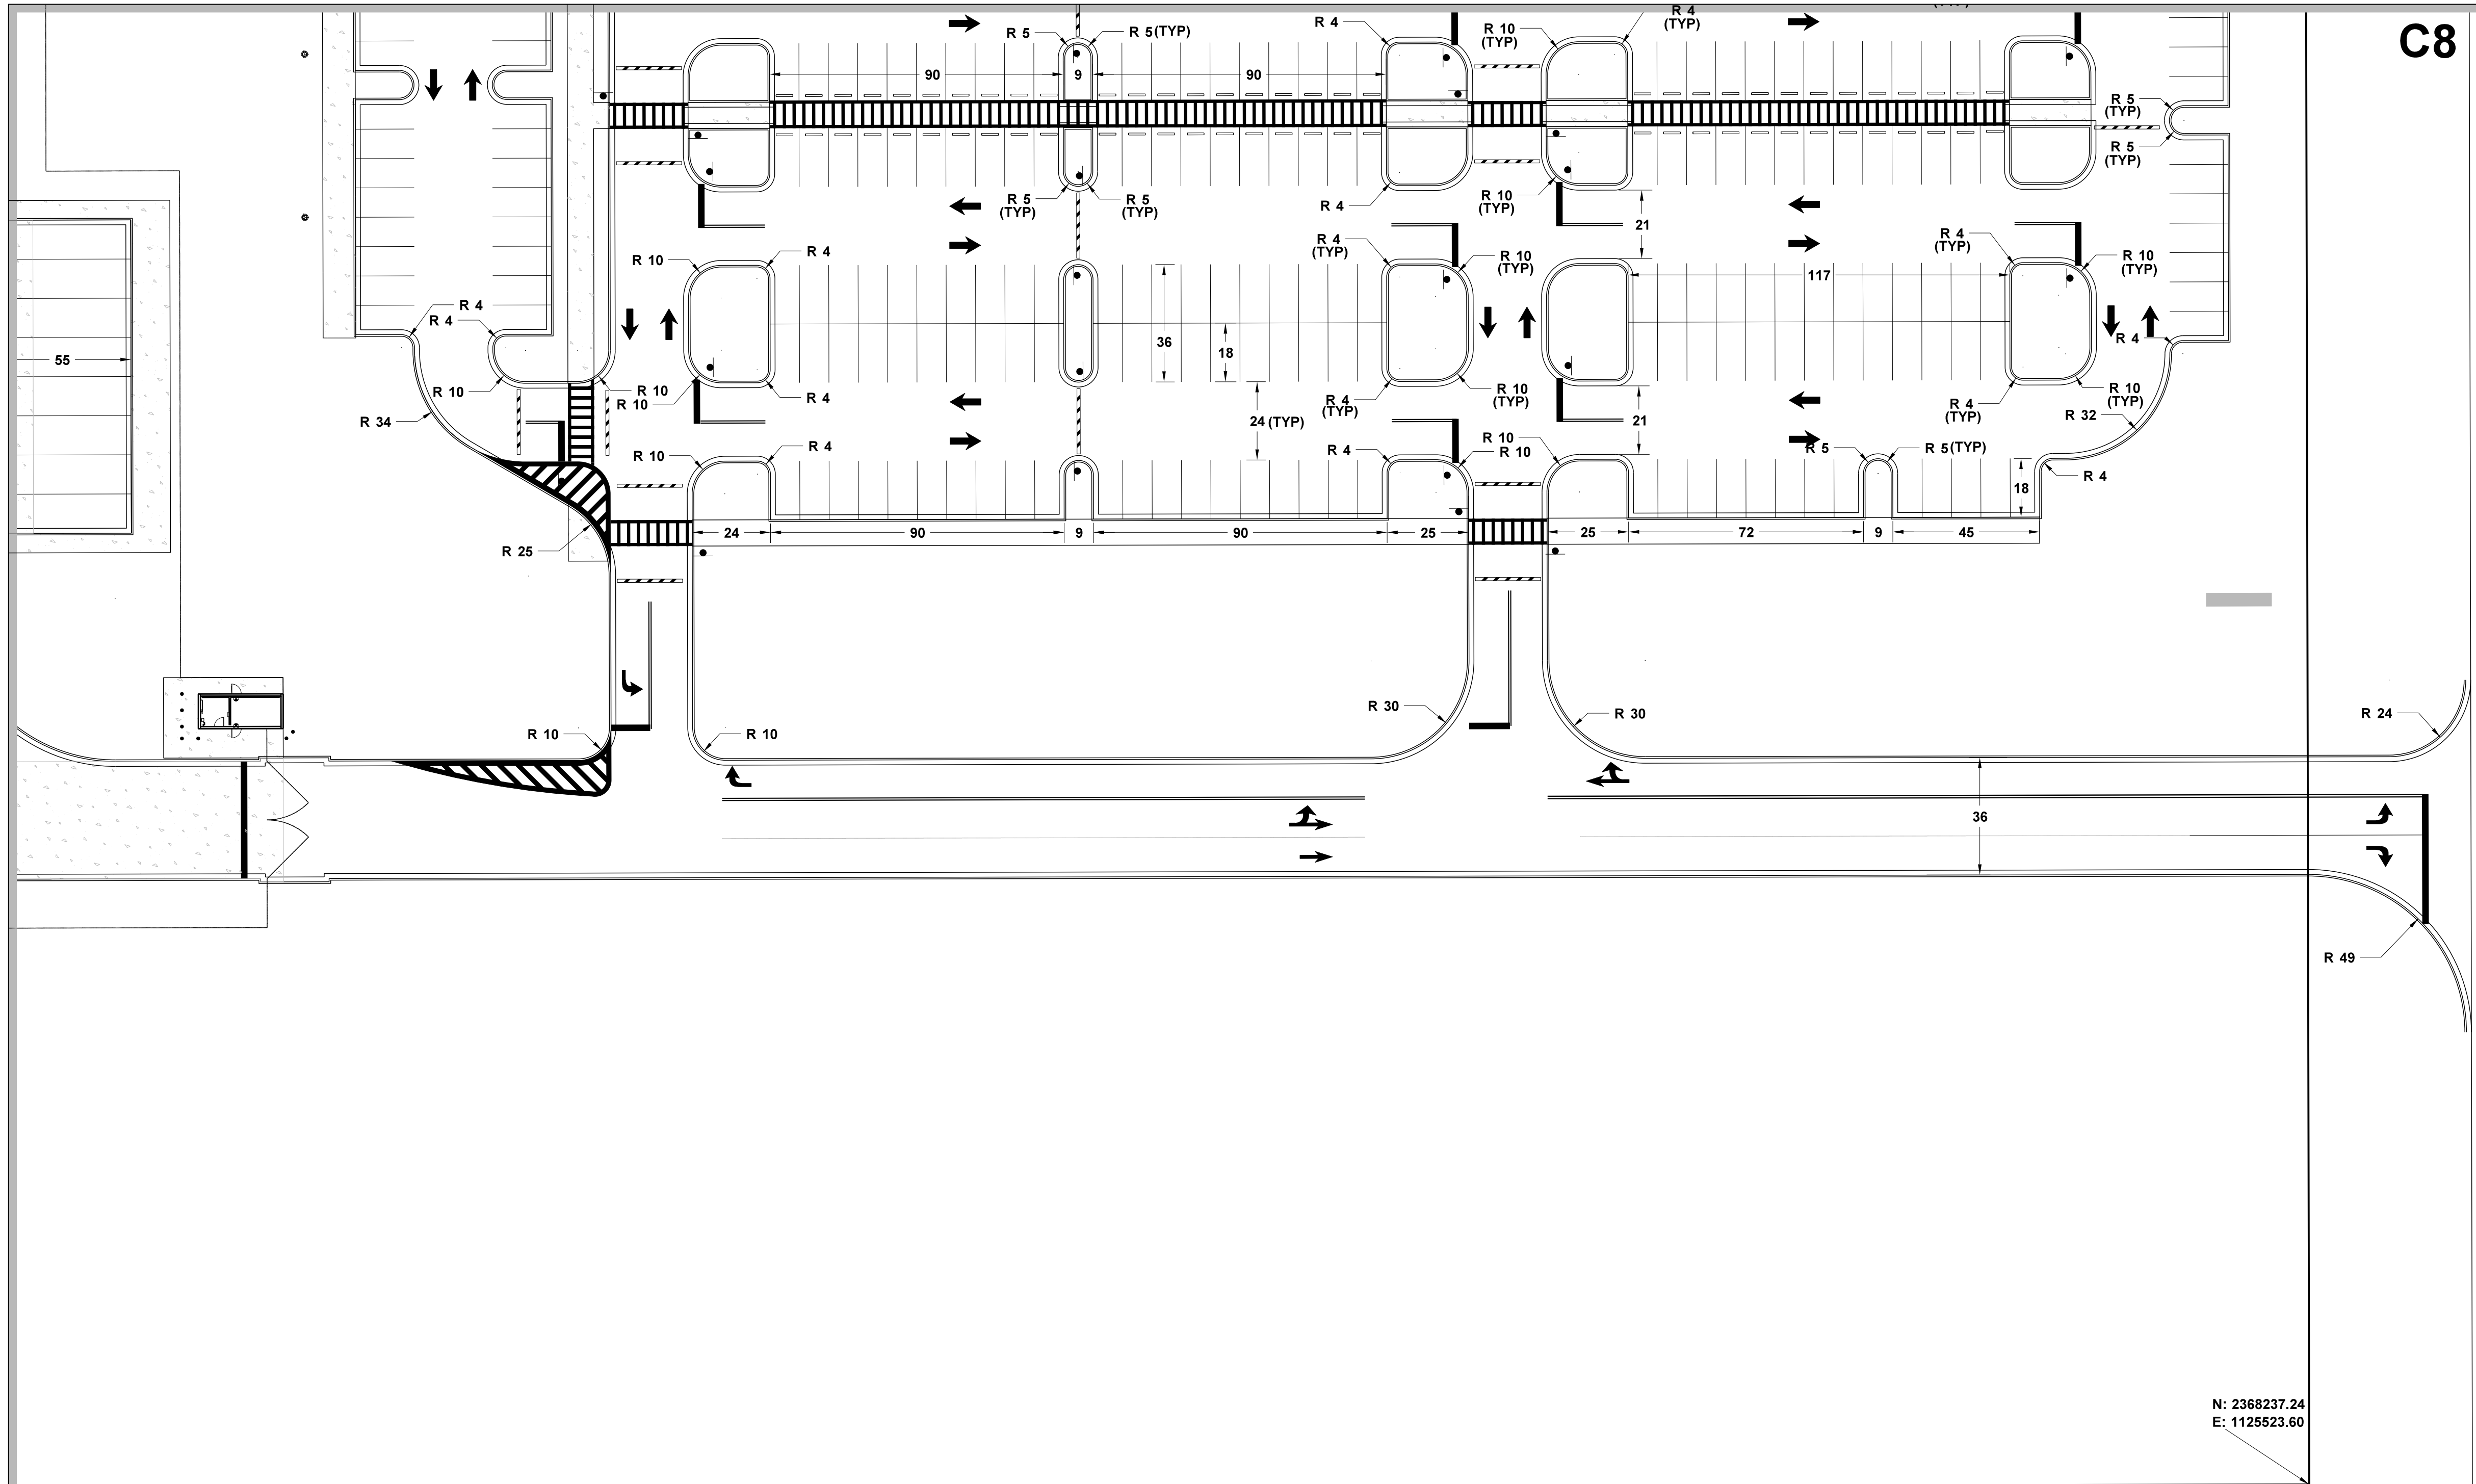 C8
R 4
(TYP)
R 4
R 10
(TYP)
R 5
R 5 (TYP)
90
9
90
R 5
(TYP)
R 5
(TYP)
R 5
(TYP)
R 5
(TYP)
R 4
R 10
(TYP)
21
R 4
(TYP)
R 4
(TYP)
R 10
R 4
R 10
(TYP)
R 10
(TYP)
117
R 4
R 4
R 4
36
18
55
R 10
R 10
R 10
R 4
R 4
(TYP)
R 10
(TYP)
R 4
(TYP)
R 10
(TYP)
R 34
24 (TYP)
21
R 32
R 10
R 4
R 4
R 10
R 10
R 5
R 5 (TYP)
R 4
18
24
90
9
90
25
25
72
9
45
R 25
R 10
R 10
R 30
R 30
R 24
36
R 49
N: 2368237.24
E: 1125523.60